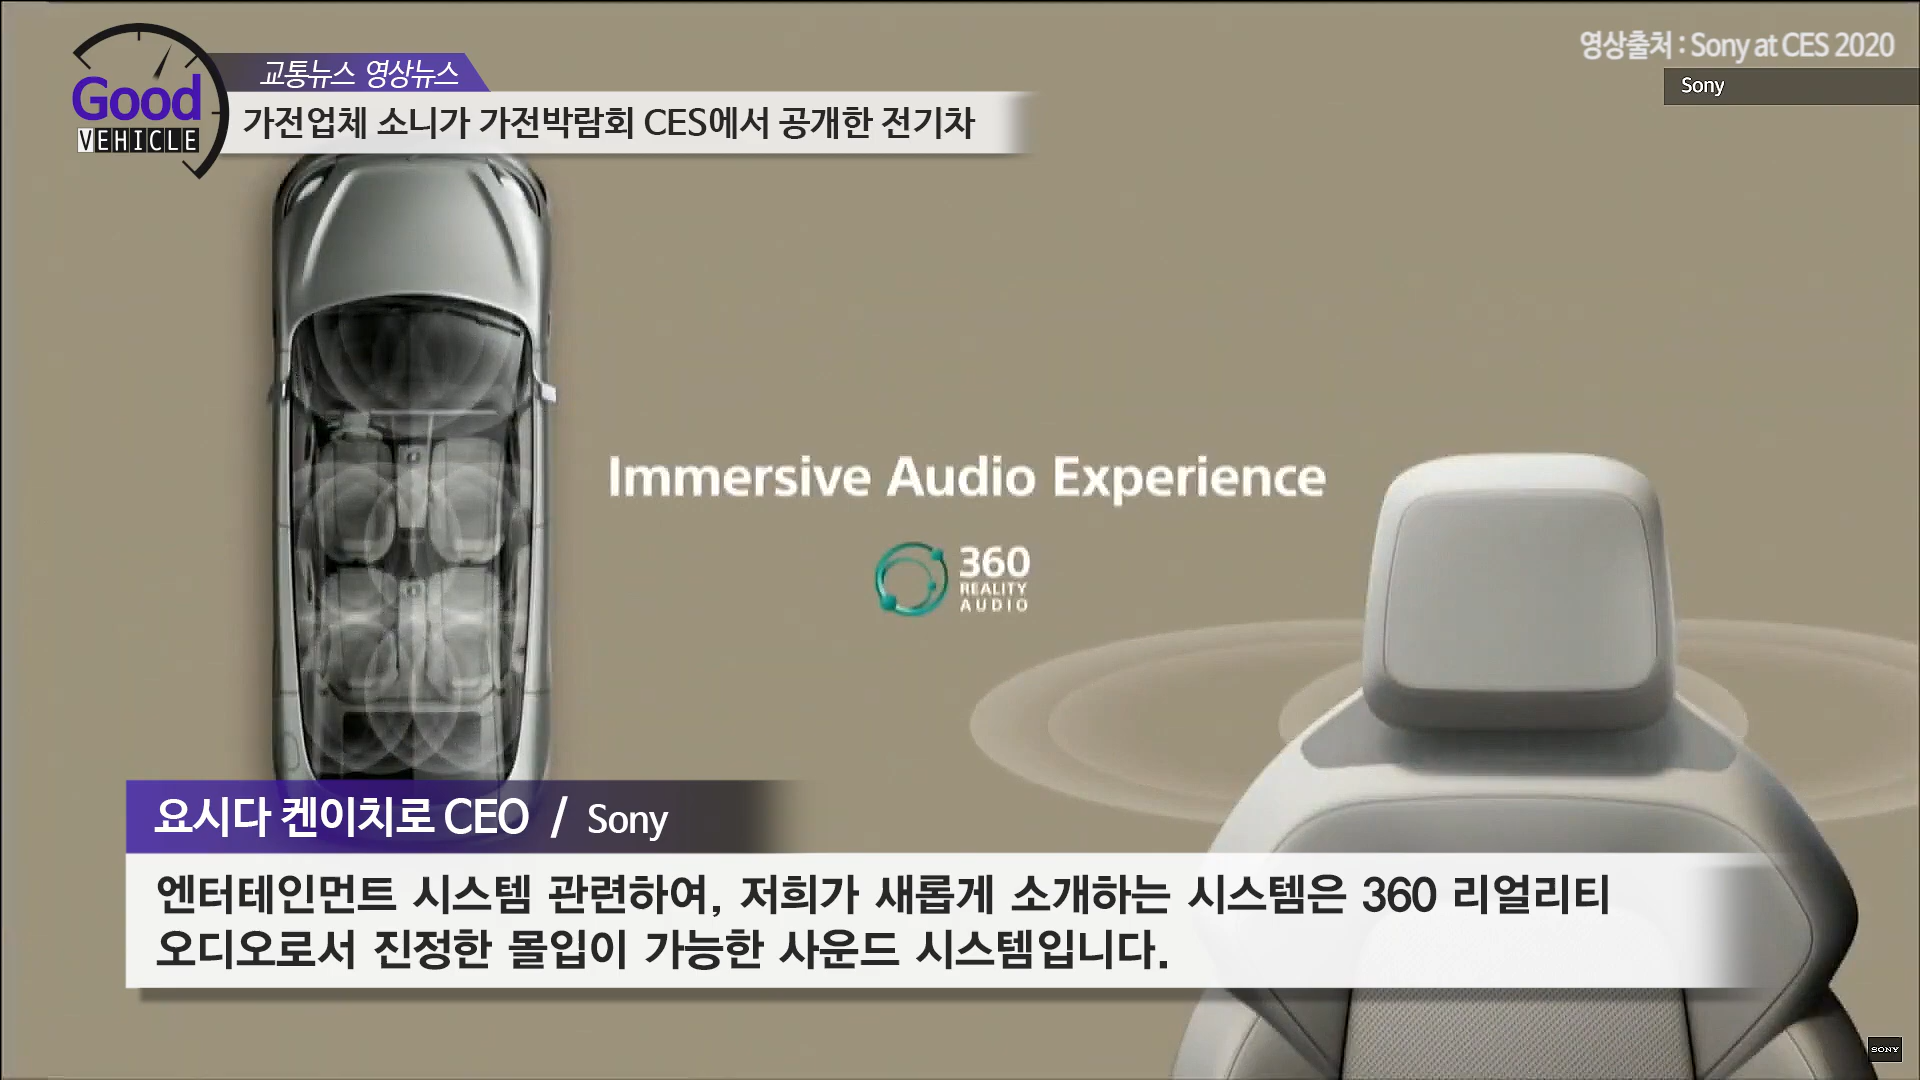 영상출처 : Sony at CES 2020
Sony
교통뉴스 영상뉴스
Good
VEHICLE
가전업체 소니가 가전박람회 CES에서 공개한 전기차
Immersive Audio Experience
360
REALITY
AUDIO
요시다 켄이치로 CEO / Sony
엔터테인먼트 시스템 관련하여, 저희가 새롭게 소개하는 시스템은 360 리얼리티
오디오로서 진정한 몰입이 가능한 사운드 시스템입니다.
SONY